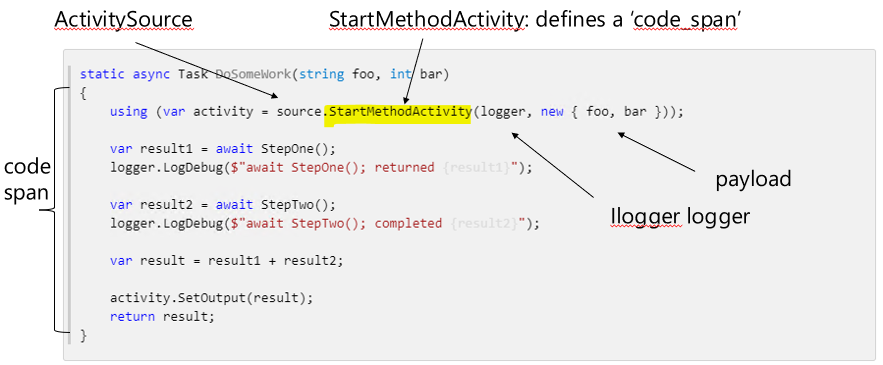 ActivitySource
StartMethodActivity: defines a ‘code_span’
static async Task DoSomeWork(string foo, int bar)
{
using (var activity = source.StartMethodActivity(logger, new { foo, bar }));
var result1 = await StepOne();
logger.LogDebug($"await StepOne(); returned {result1}");
code
span
payload
var result2 = await StepTwo();
logger.LogDebug($"await StepTwo(); completed {result2}");
Ilogger logger
var result = result1 + result2;
activity.SetOutput(result);
return result;
}